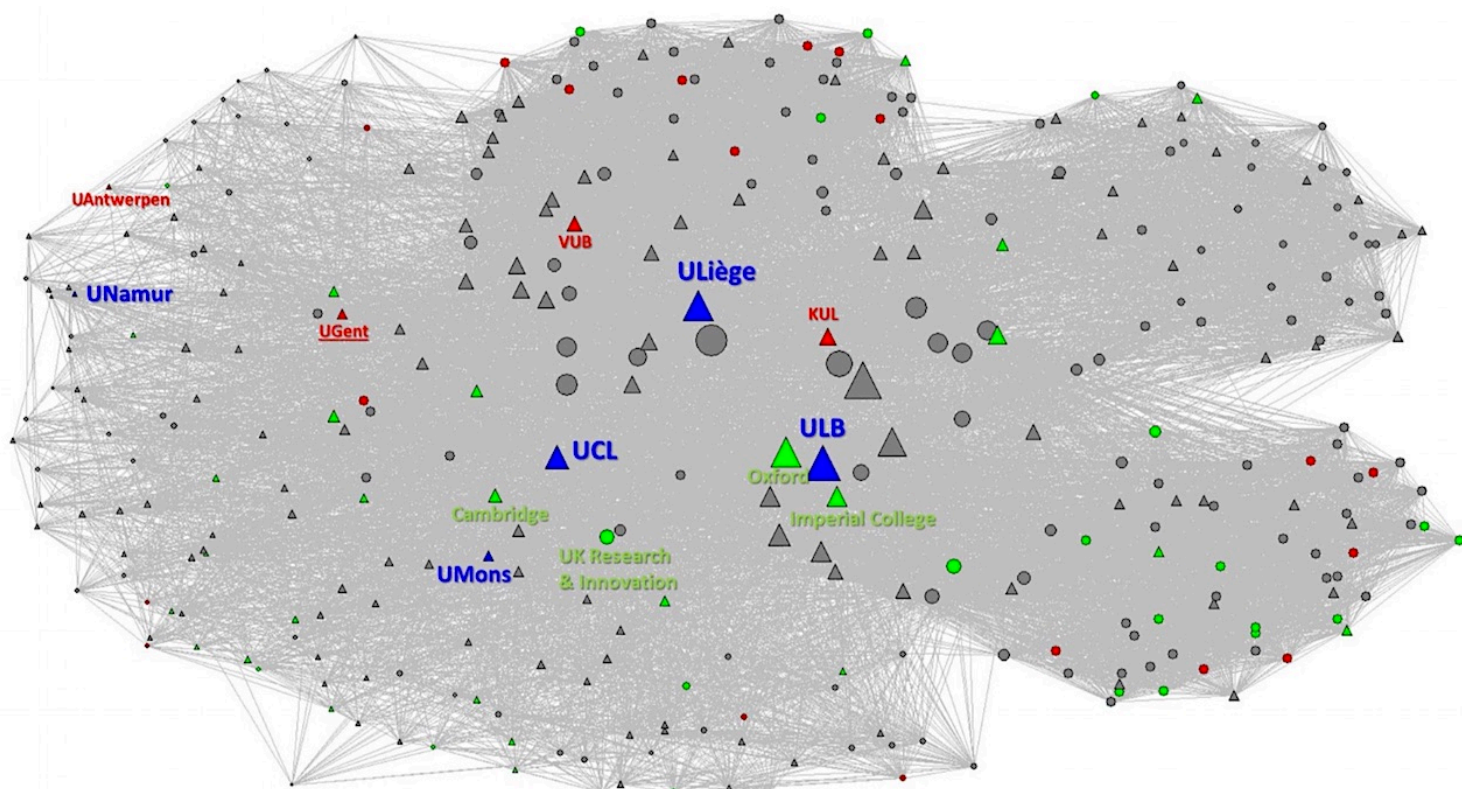 UAntwerpen
VUB
ULiège
UNamur
KUL
UGent
ULB
UCL
Oxford
Cambridge
Imperial College
UK Research
& Innovation
UMons